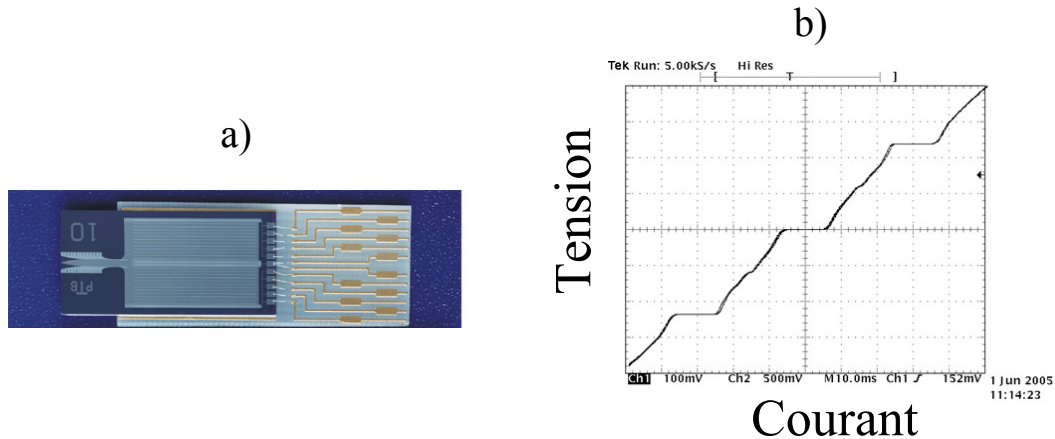 a)
10
PTB
b)
Tek Run: 5.00kS/s Hi Res
[ T ]
Tension
Ch1 100mV Ch2 500mV M10.0ms Ch1 ʃ 152mV
1 Jun 2005
11:14:23
Courant